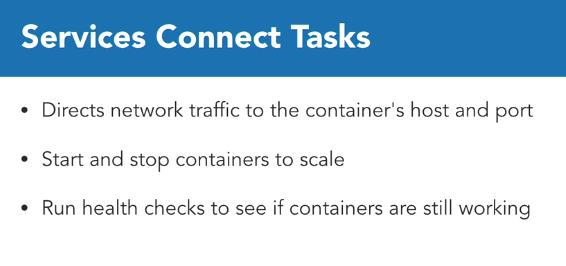 Services Connect Tasks
• Directs network traffic to the container's host and port
• Start and stop containers to scale
• Run health checks to see if containers are still working